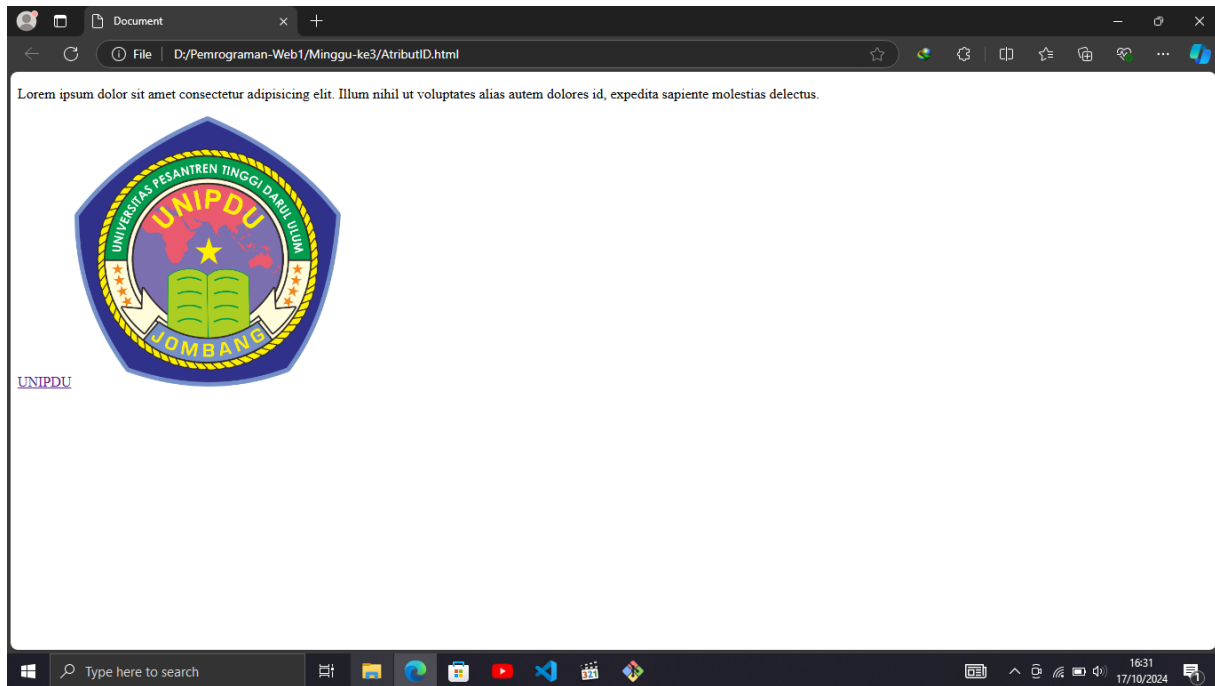 Document
File | D:/Pemrograman-Web1/Minggu-ke3/AtributID.html
Lorem ipsum dolor sit amet consectetur adipisicing elit. Illum nihil ut voluptates alias autem dolores id, expedita sapiente molestias delectus.
UNIVERSITAS PESANTREN TINGGI DARUL ULUM
UNIPDU
JOMBANG
UNIPDU
Type here to search
321
16:31
17/10/2024
1